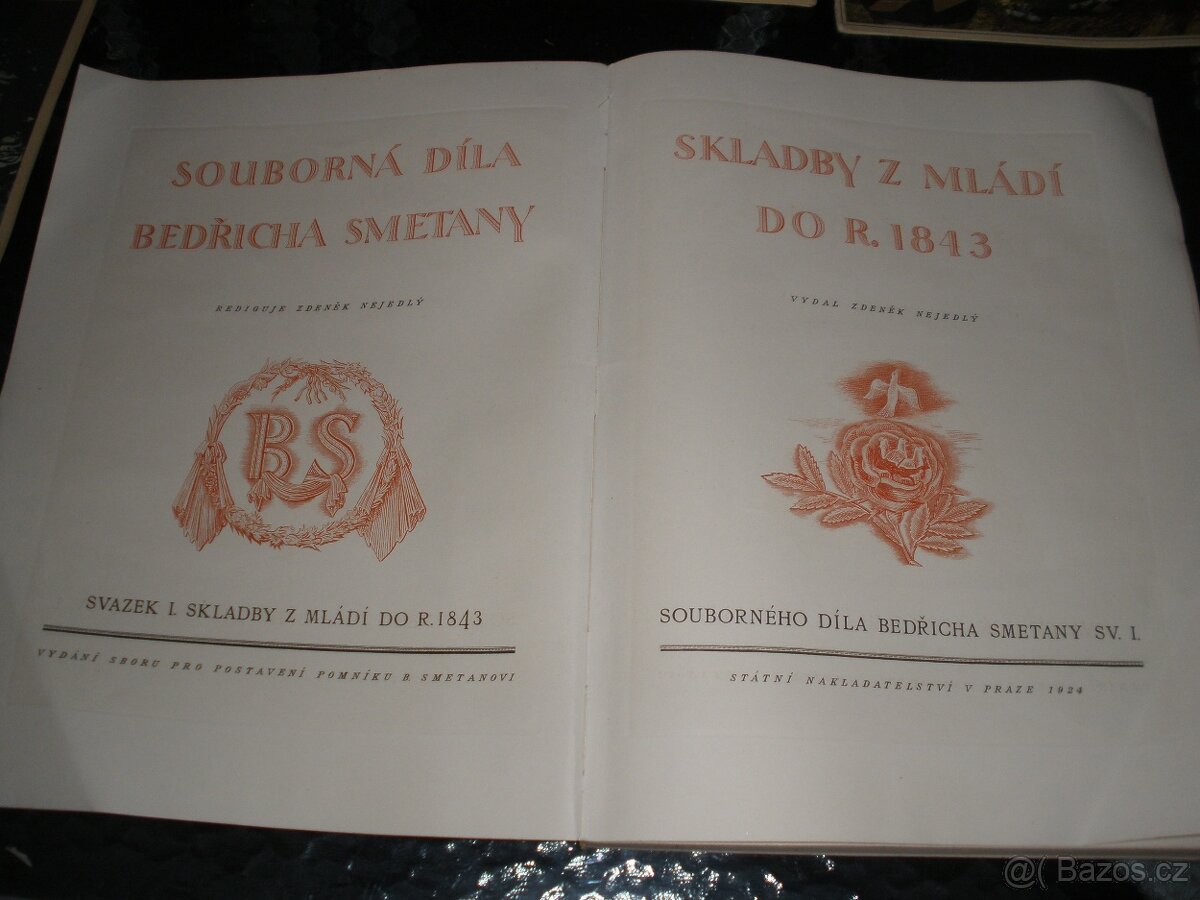 SOUBORNÁ DÍLA
BEDŘICHA SMETANY
REDIGUJE ZDENĚK NEJEDLÝ
BS
SVAZEK I. SKLADBY Z MLÁDÍ DO R. 1843
VYDÁNÍ SBORU PRO POSTAVENÍ POMNÍKU B. SMETANOVI
SKLADBY Z MLÁDÍ
DO R. 1843
VYDAL ZDENĚK NEJEDLÝ
SOUBORNÉHO DÍLA BEDŘICHA SMETANY SV. I.
STÁTNÍ NAKLADATELSTVÍ V PRAZE 1924
@( Bazos.cz